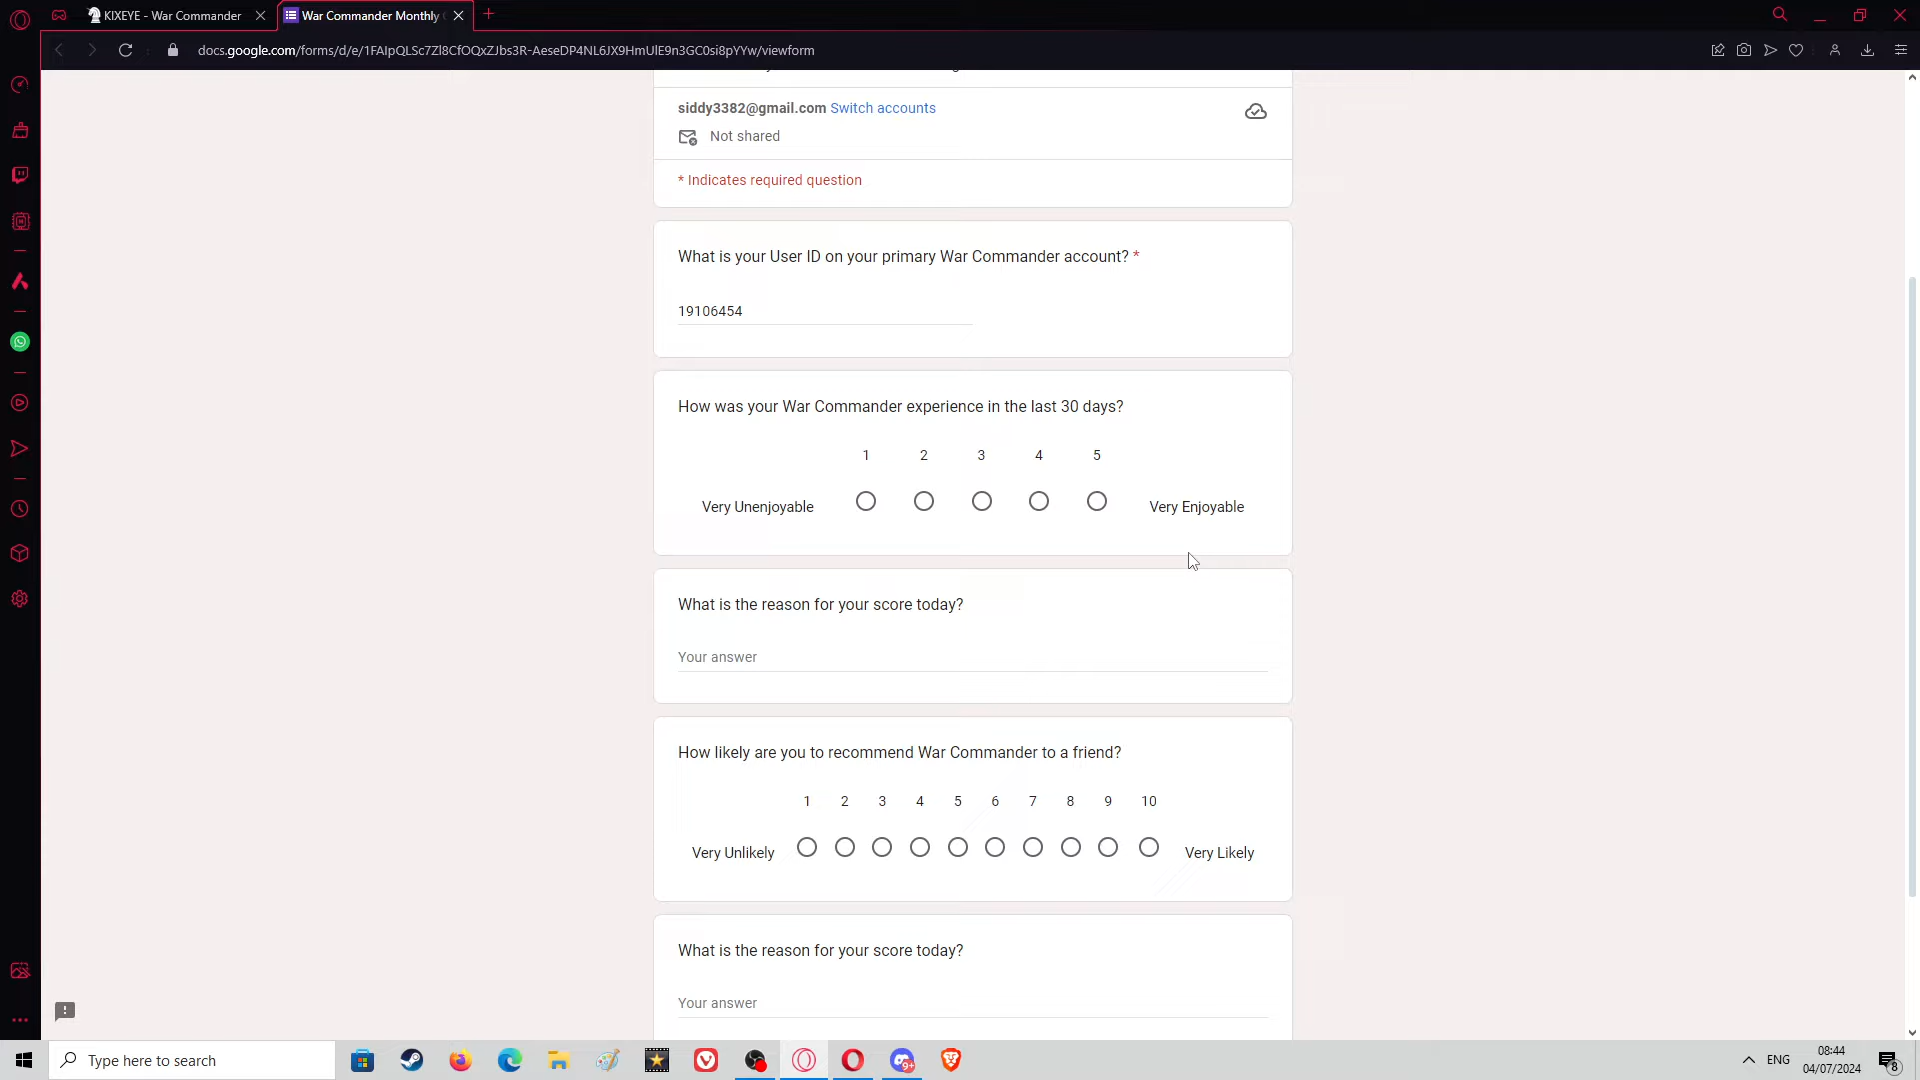 KIXEYE - War Commander
War Commander Monthly
docs.google.com/forms/d/e/1FAIpQLSc7Zl8CfOQxZJbs3R-AeseDP4NL6JX9HmUlE9n3GC0si8pYYw/viewform
siddy3382@gmail.com Switch accounts
Not shared
* Indicates required question
What is your User ID on your primary War Commander account? *
19106454
How was your War Commander experience in the last 30 days?
1 2 3 4 5
Very Unenjoyable Very Enjoyable
What is the reason for your score today?
Your answer
How likely are you to recommend War Commander to a friend?
1 2 3 4 5 6 7 8 9 10
Very Unlikely Very Likely
What is the reason for your score today?
Your answer
Type here to search
9+
ENG
08:44
04/07/2024
8